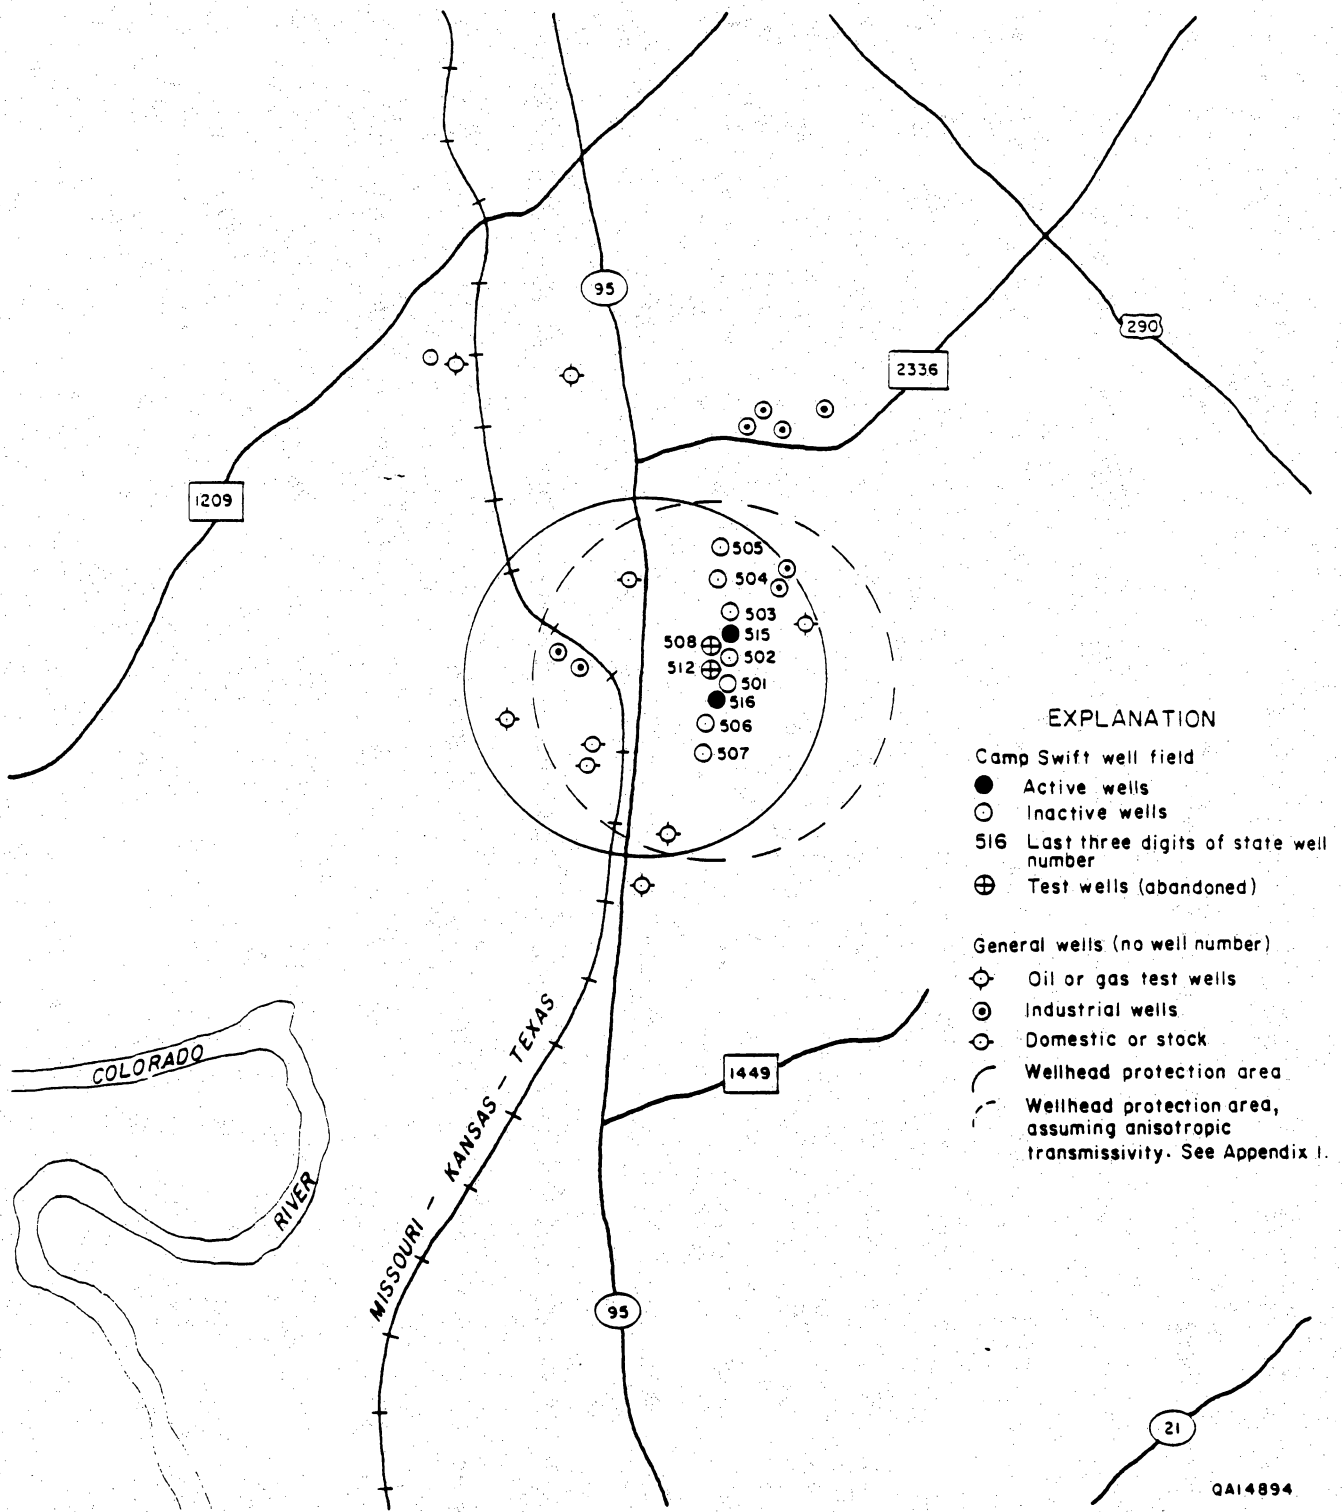 95
290
2336
1209
505
504
503
515
508
502
512
501
516
506
507
EXPLANATION
Camp Swift well field
Active wells
Inactive wells
516 Last three digits of state well
number
Test wells (abandoned)
General wells (no well number)
Oil or gas test wells
Industrial wells
Domestic or stock
Wellhead protection area
Wellhead protection area,
assuming anisotropic
transmissivity. See Appendix 1.
COLORADO
RIVER
MISSOURI - KANSAS - TEXAS
1449
95
21
QA14894